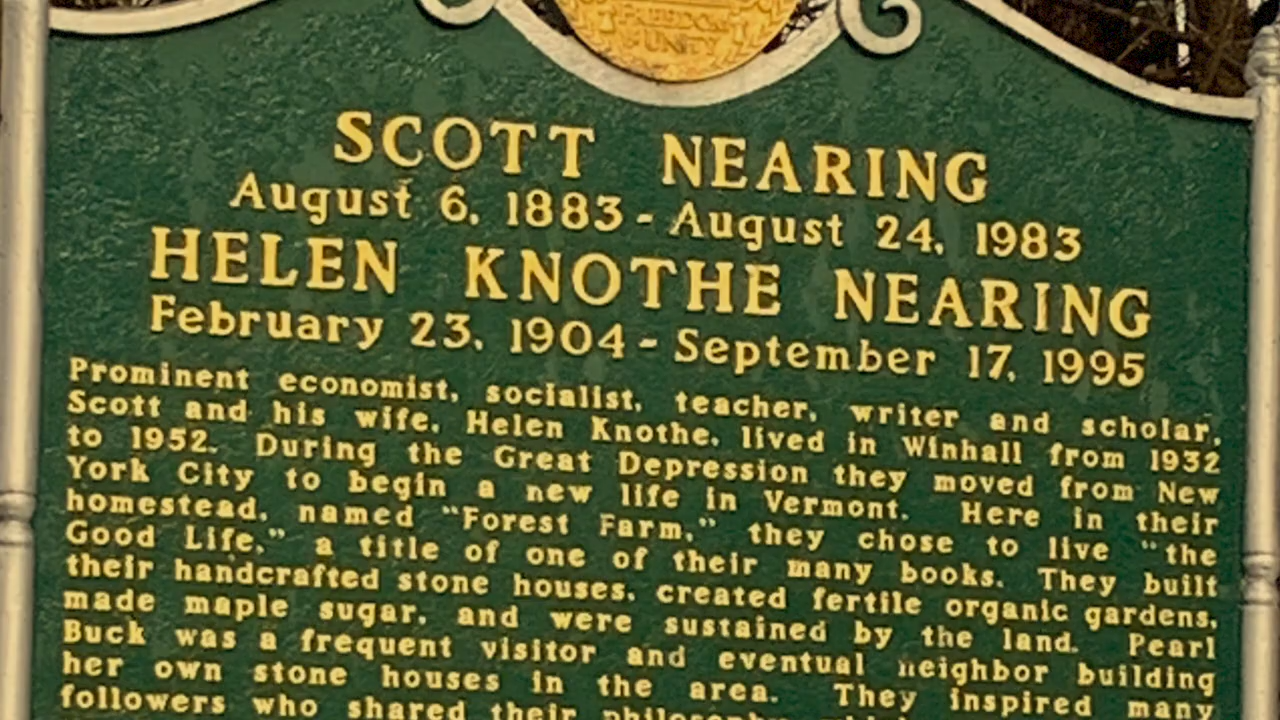 FREEDOM
& UNITY
SCOTT NEARING
August 6, 1883 - August 24, 1983
HELEN KNOTHE NEARING
February 23, 1904 - September 17, 1995
Prominent economist, socialist, teacher, writer and scholar,
Scott and his wife, Helen Knothe, lived in Winhall from 1932
to 1952. During the Great Depression they moved from New
York City to begin a new life in Vermont. Here in their
homestead, named "Forest Farm," they chose to live "the
Good Life," a title of one of their many books. They built
their handcrafted stone houses, created fertile organic gardens,
made maple sugar, and were sustained by the land. Pearl
Buck was a frequent visitor and eventual neighbor building
her own stone houses in the area. They inspired many
followers who shared their philosophy